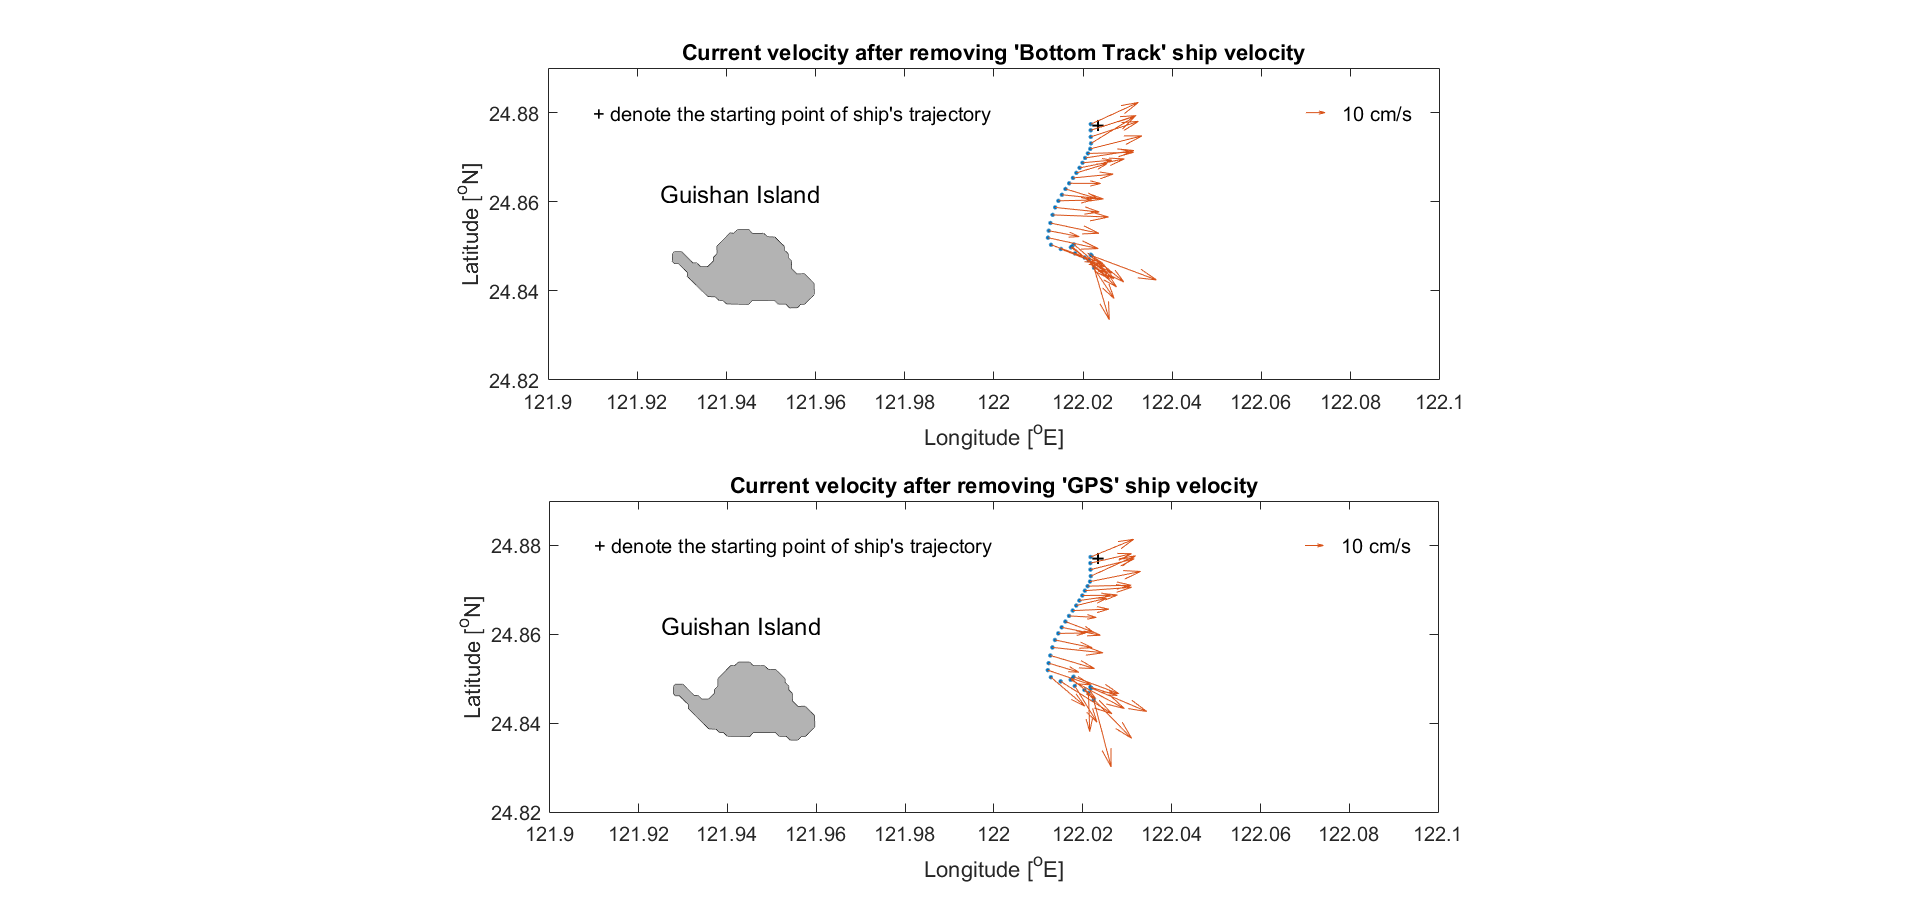 Current velocity after removing 'Bottom Track' ship velocity
+ denote the starting point of ship's trajectory
10 cm/s
Guishan Island
Latitude [oN]
24.88
24.86
24.84
24.82
121.9 121.92 121.94 121.96 121.98 122 122.02 122.04 122.06 122.08 122.1
Longitude [oE]
Current velocity after removing 'GPS' ship velocity
+ denote the starting point of ship's trajectory
10 cm/s
Guishan Island
Latitude [oN]
24.88
24.86
24.84
24.82
121.9 121.92 121.94 121.96 121.98 122 122.02 122.04 122.06 122.08 122.1
Longitude [oE]